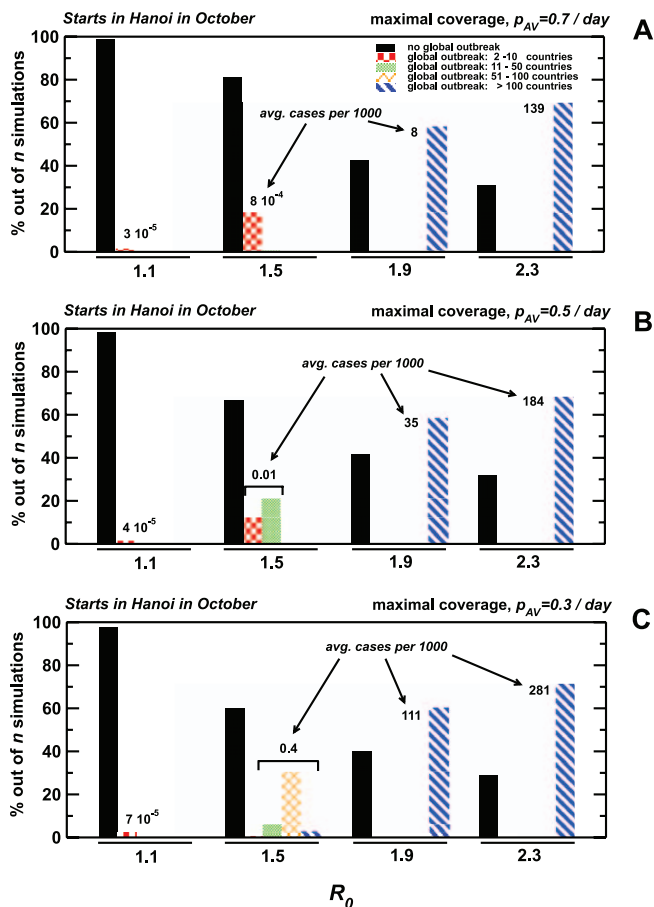 Starts in Hanoi in October maximal coverage, pAV=0.7 / day A
100
80
60
40
20
0
% out of n simulations
no global outbreak
global outbreak: 2 -10 countries
global outbreak: 11 - 50 countries
global outbreak: 51 - 100 countries
global outbreak: > 100 countries
avg. cases per 1000
3 10-5
8 10-4
8
139
1.1 1.5 1.9 2.3
Starts in Hanoi in October maximal coverage, pAV=0.5 / day B
100
80
60
40
20
0
% out of n simulations
avg. cases per 1000
4 10-5
0.01
35
184
1.1 1.5 1.9 2.3
Starts in Hanoi in October maximal coverage, pAV=0.3 / day C
100
80
60
40
20
0
% out of n simulations
avg. cases per 1000
7 10-5
0.4
111
281
1.1 1.5 1.9 2.3
R0